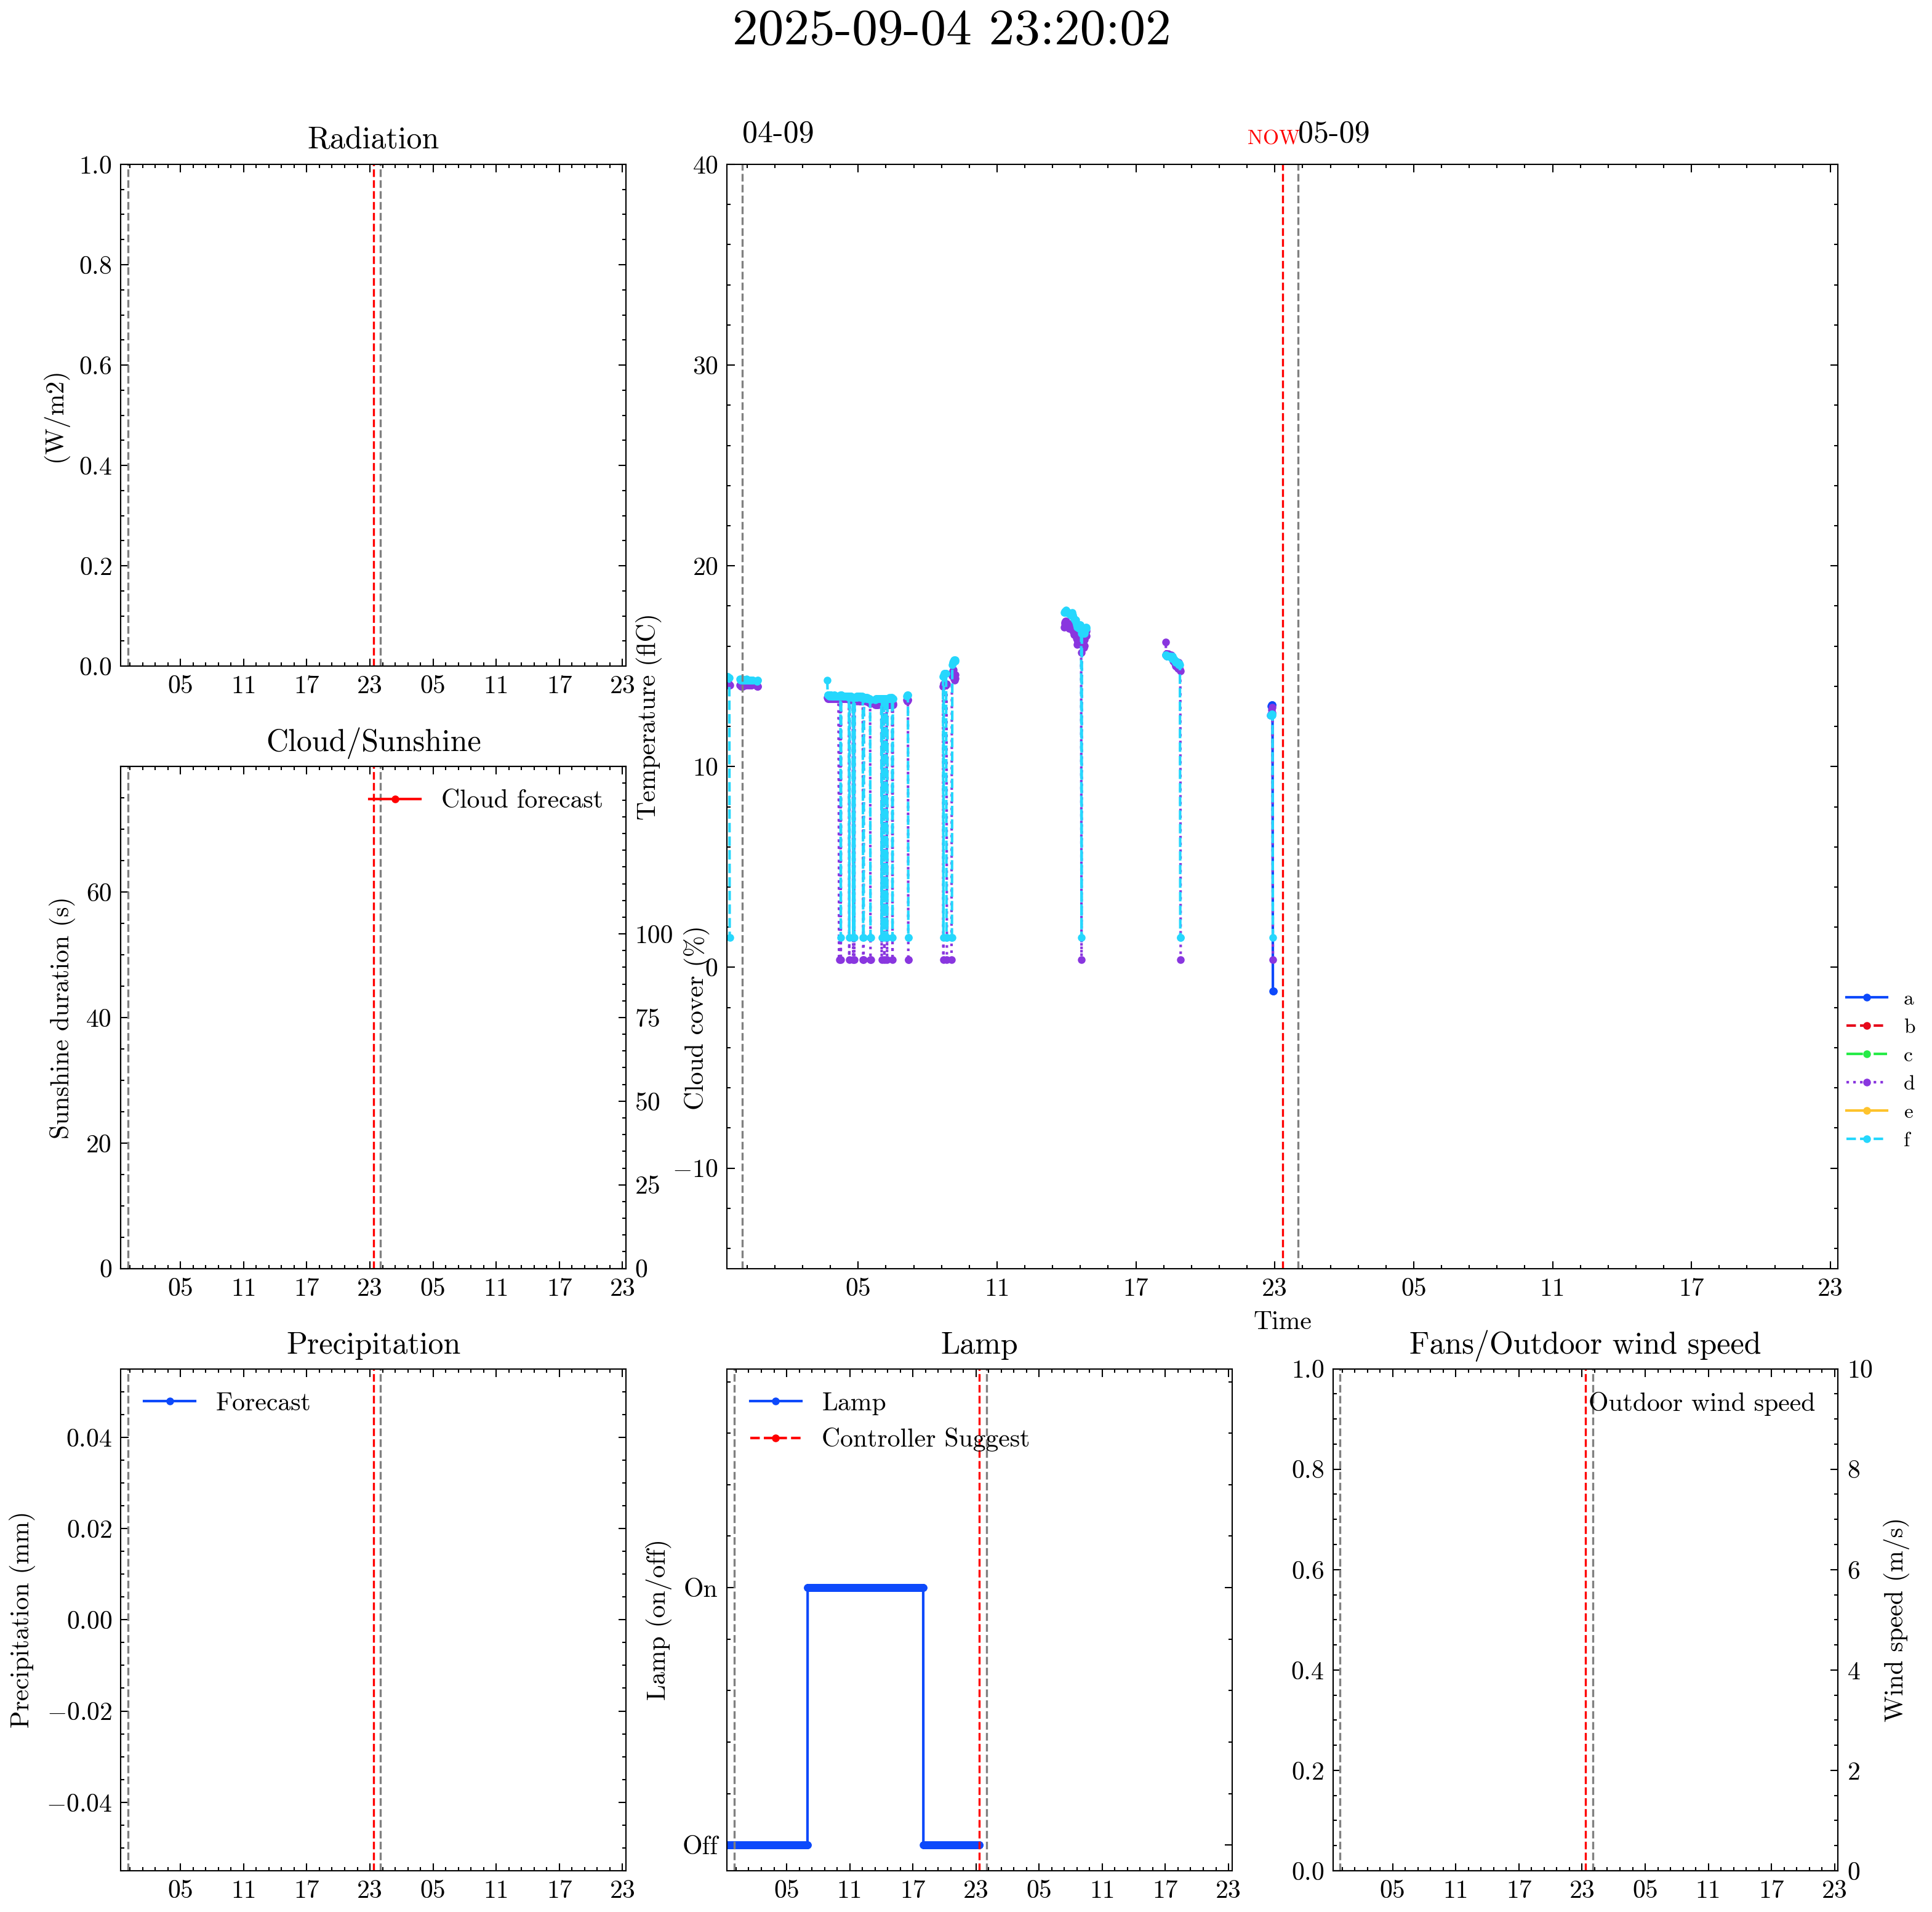 2025-09-04 23:20:02
Radiation
(W/m2)
1.0
0.8
0.6
0.4
0.2
0.0
05 11 17 23 05 11 17 23
04-09
NOW
05-09
Temperature (flC)
40
30
20
10
0
−10
05 11 17 23 05 11 17 23
Time
a
b
c
d
e
f
Cloud/Sunshine
Cloud forecast
Sunshine duration (s)
60
40
20
0
Cloud cover (%)
100
75
50
25
0
05 11 17 23 05 11 17 23
Precipitation
Forecast
Precipitation (mm)
0.04
0.02
0.00
−0.02
−0.04
05 11 17 23 05 11 17 23
Lamp
Lamp
Controller Suggest
Lamp (on/off)
On
Off
05 11 17 23 05 11 17 23
Fans/Outdoor wind speed
Outdoor wind speed
1.0
0.8
0.6
0.4
0.2
0.0
10
8
6
4
2
0
Wind speed (m/s)
05 11 17 23 05 11 17 23